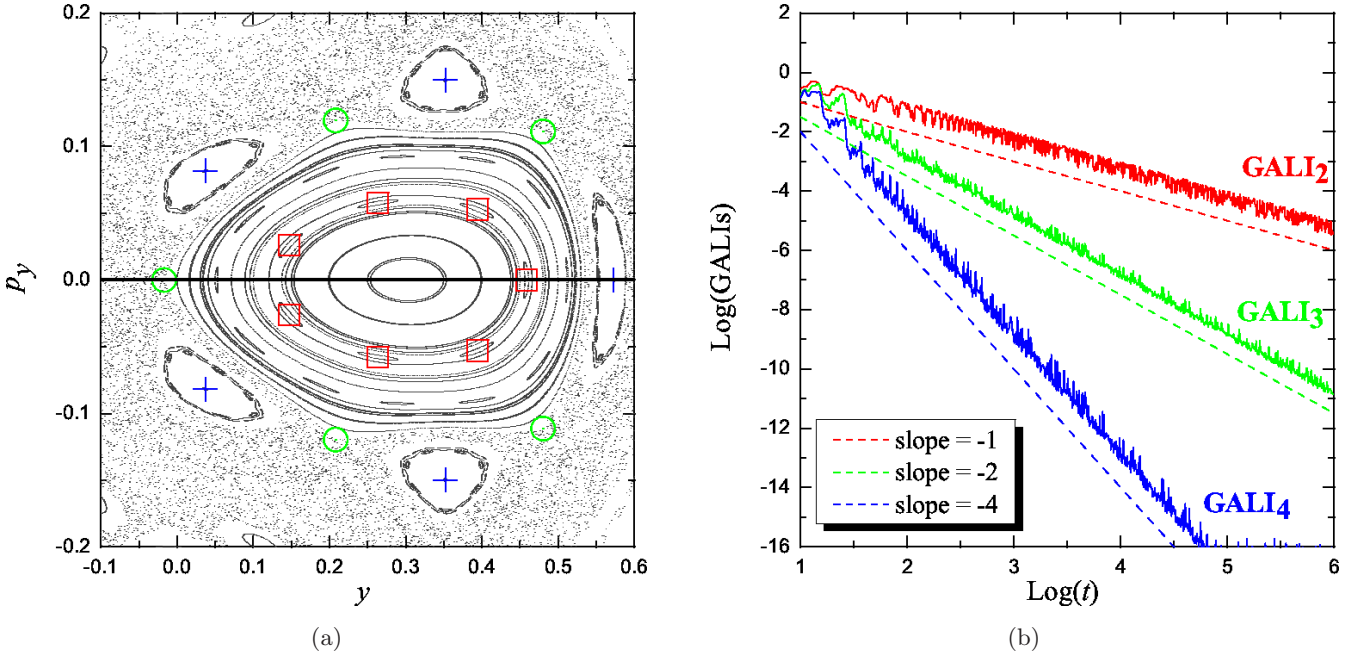 0.2
0.1
0.0
-0.1
-0.2
p_y
-0.1 0.0 0.1 0.2 0.3 0.4 0.5 0.6
y
(a)
2
0
-2
-4
-6
-8
-10
-12
-14
-16
Log(GALIs)
GALI₂
GALI₃
GALI₄
slope = -1
slope = -2
slope = -4
1 2 3 4 5 6
Log(t)
(b)